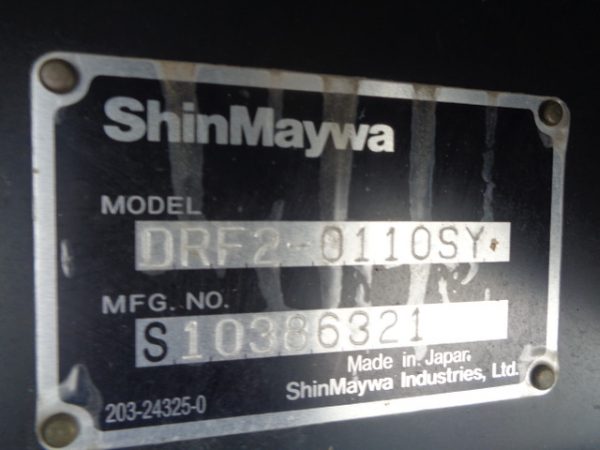 ShinMaywa
MODEL
DRF2-0110SY
MFG. NO.
S10386321
Made in Japan
ShinMaywa Industries, Ltd.
203-24325-0